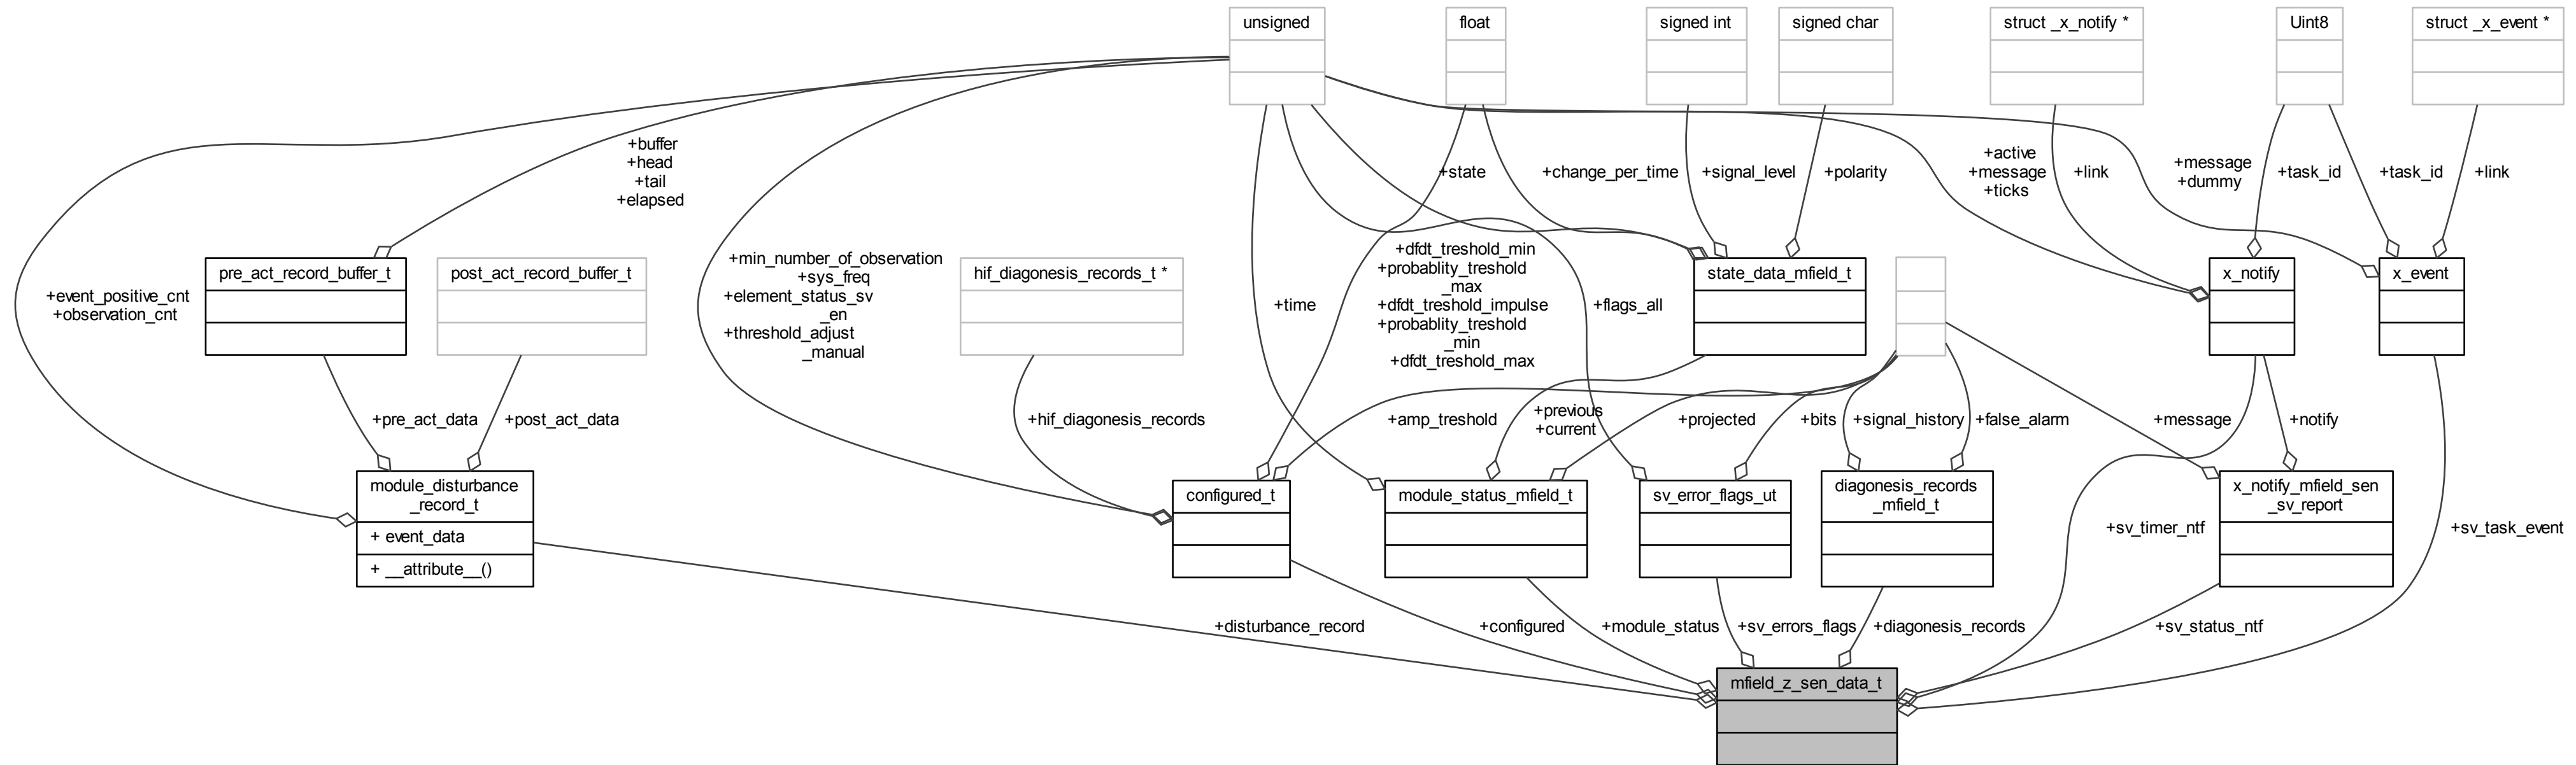 unsigned
float
signed int
signed char
struct _x_notify *
Uint8
struct _x_event *
+buffer
+head
+tail
+elapsed
+state
+change_per_time
+signal_level
+polarity
+active
+message
+ticks
+link
+message
+dummy
+task_id
+task_id
+link
+event_positive_cnt
+observation_cnt
pre_act_record_buffer_t
post_act_record_buffer_t
+min_number_of_observation
+sys_freq
+element_status_sv
_en
+threshold_adjust
_manual
hif_diagonesis_records_t *
+time
+dfdt_treshold_min
+probablity_treshold
_max
+dfdt_treshold_impulse
+probablity_treshold
_min
+dfdt_treshold_max
+flags_all
state_data_mfield_t
x_notify
x_event
+pre_act_data
+post_act_data
+hif_diagonesis_records
+amp_treshold
+previous
+current
+projected
+bits
+signal_history
+false_alarm
+message
+notify
module_disturbance
_record_t
+ event_data
+ __attribute__()
configured_t
module_status_mfield_t
sv_error_flags_ut
diagonesis_records
_mfield_t
+sv_timer_ntf
x_notify_mfield_sen
_sv_report
+sv_task_event
+disturbance_record
+configured
+module_status
+sv_errors_flags
+diagonesis_records
+sv_status_ntf
mfield_z_sen_data_t